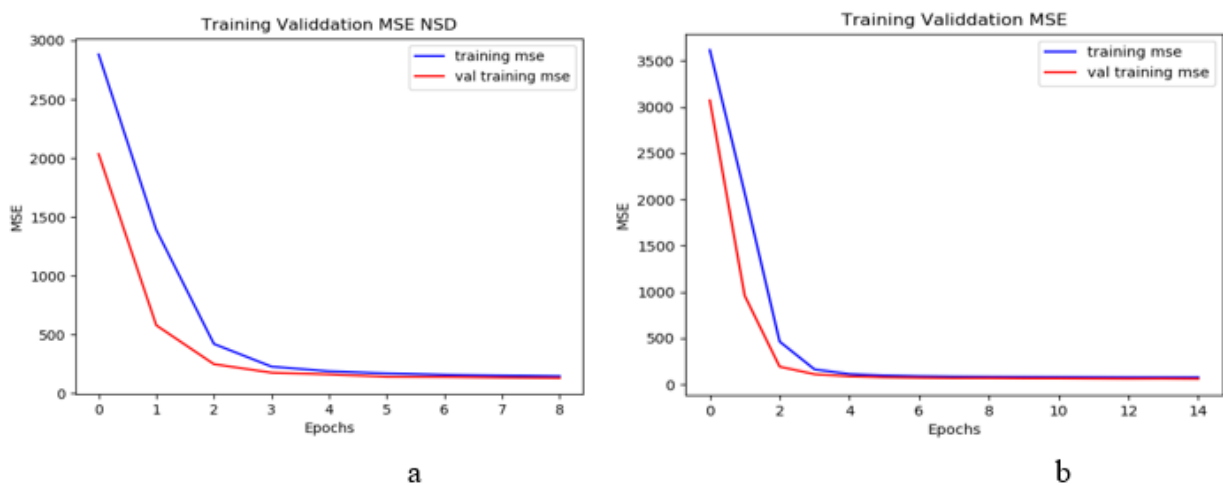 Training Validdation MSE NSD
3000
2500
2000
1500
1000
500
0
MSE
training mse
val training mse
0 1 2 3 4 5 6 7 8
Epochs
a
Training Validdation MSE
3500
3000
2500
2000
1500
1000
500
0
MSE
training mse
val training mse
0 2 4 6 8 10 12 14
Epochs
b